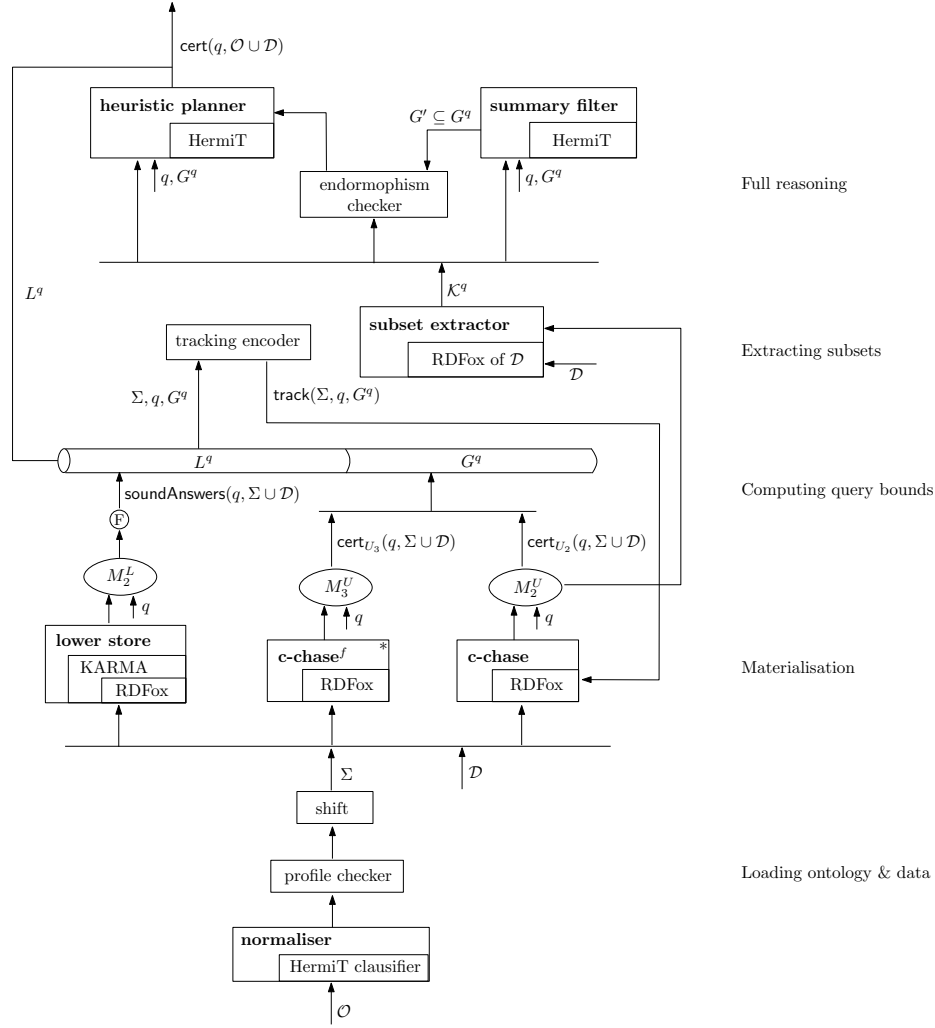 cert(q, 𝒪 ∪ 𝒟)
heuristic planner
HermiT
summary filter
HermiT
G′ ⊆ G^q
q, G^q
q, G^q
endormophism
checker
Full reasoning
𝒦^q
L^q
subset extractor
RDFox of 𝒟
𝒟
tracking encoder
Extracting subsets
Σ, q, G^q
track(Σ, q, G^q)
L^q
G^q
soundAnswers(q, Σ ∪ 𝒟)
Computing query bounds
F
cert_{U_3}(q, Σ ∪ 𝒟)
cert_{U_2}(q, Σ ∪ 𝒟)
M_2^L
M_3^U
M_2^U
q
q
q
lower store
KARMA
RDFox
c-chase^f *
RDFox
c-chase
RDFox
Materialisation
Σ
𝒟
shift
profile checker
Loading ontology & data
normaliser
HermiT clausifier
𝒪